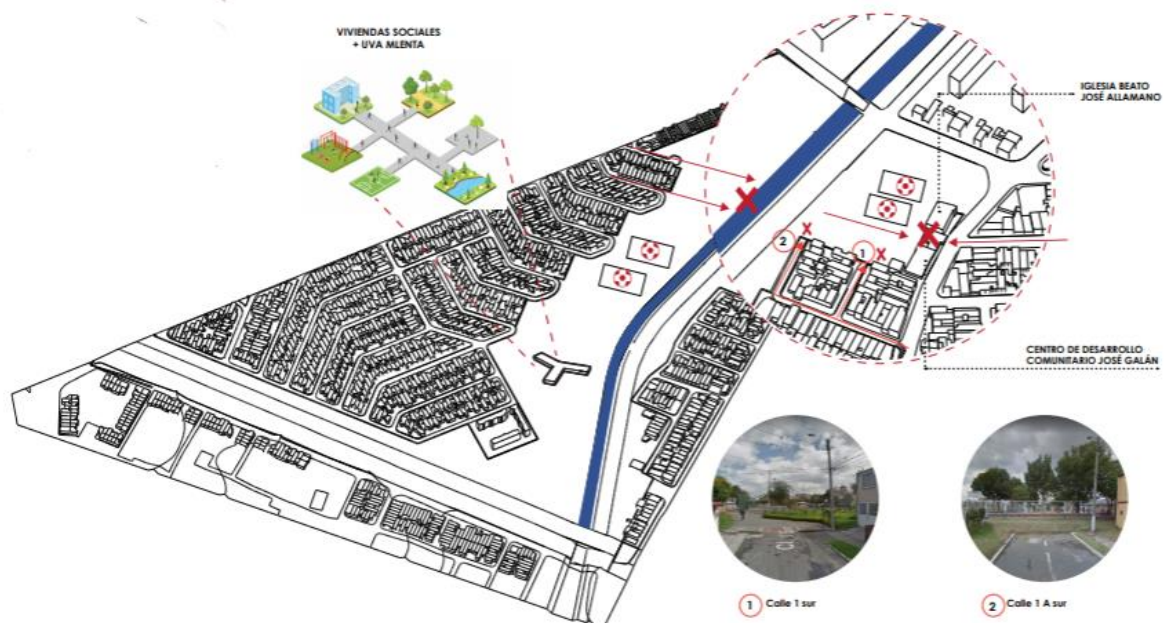 VIVIENDAS SOCIALES
+ UVA MLENTA
IGLESIA BEATO
JOSÉ ALLAMANO
2
1
CENTRO DE DESARROLLO
COMUNITARIO JOSÉ GALÁN
1 Calle 1 sur
2 Calle 1 A sur